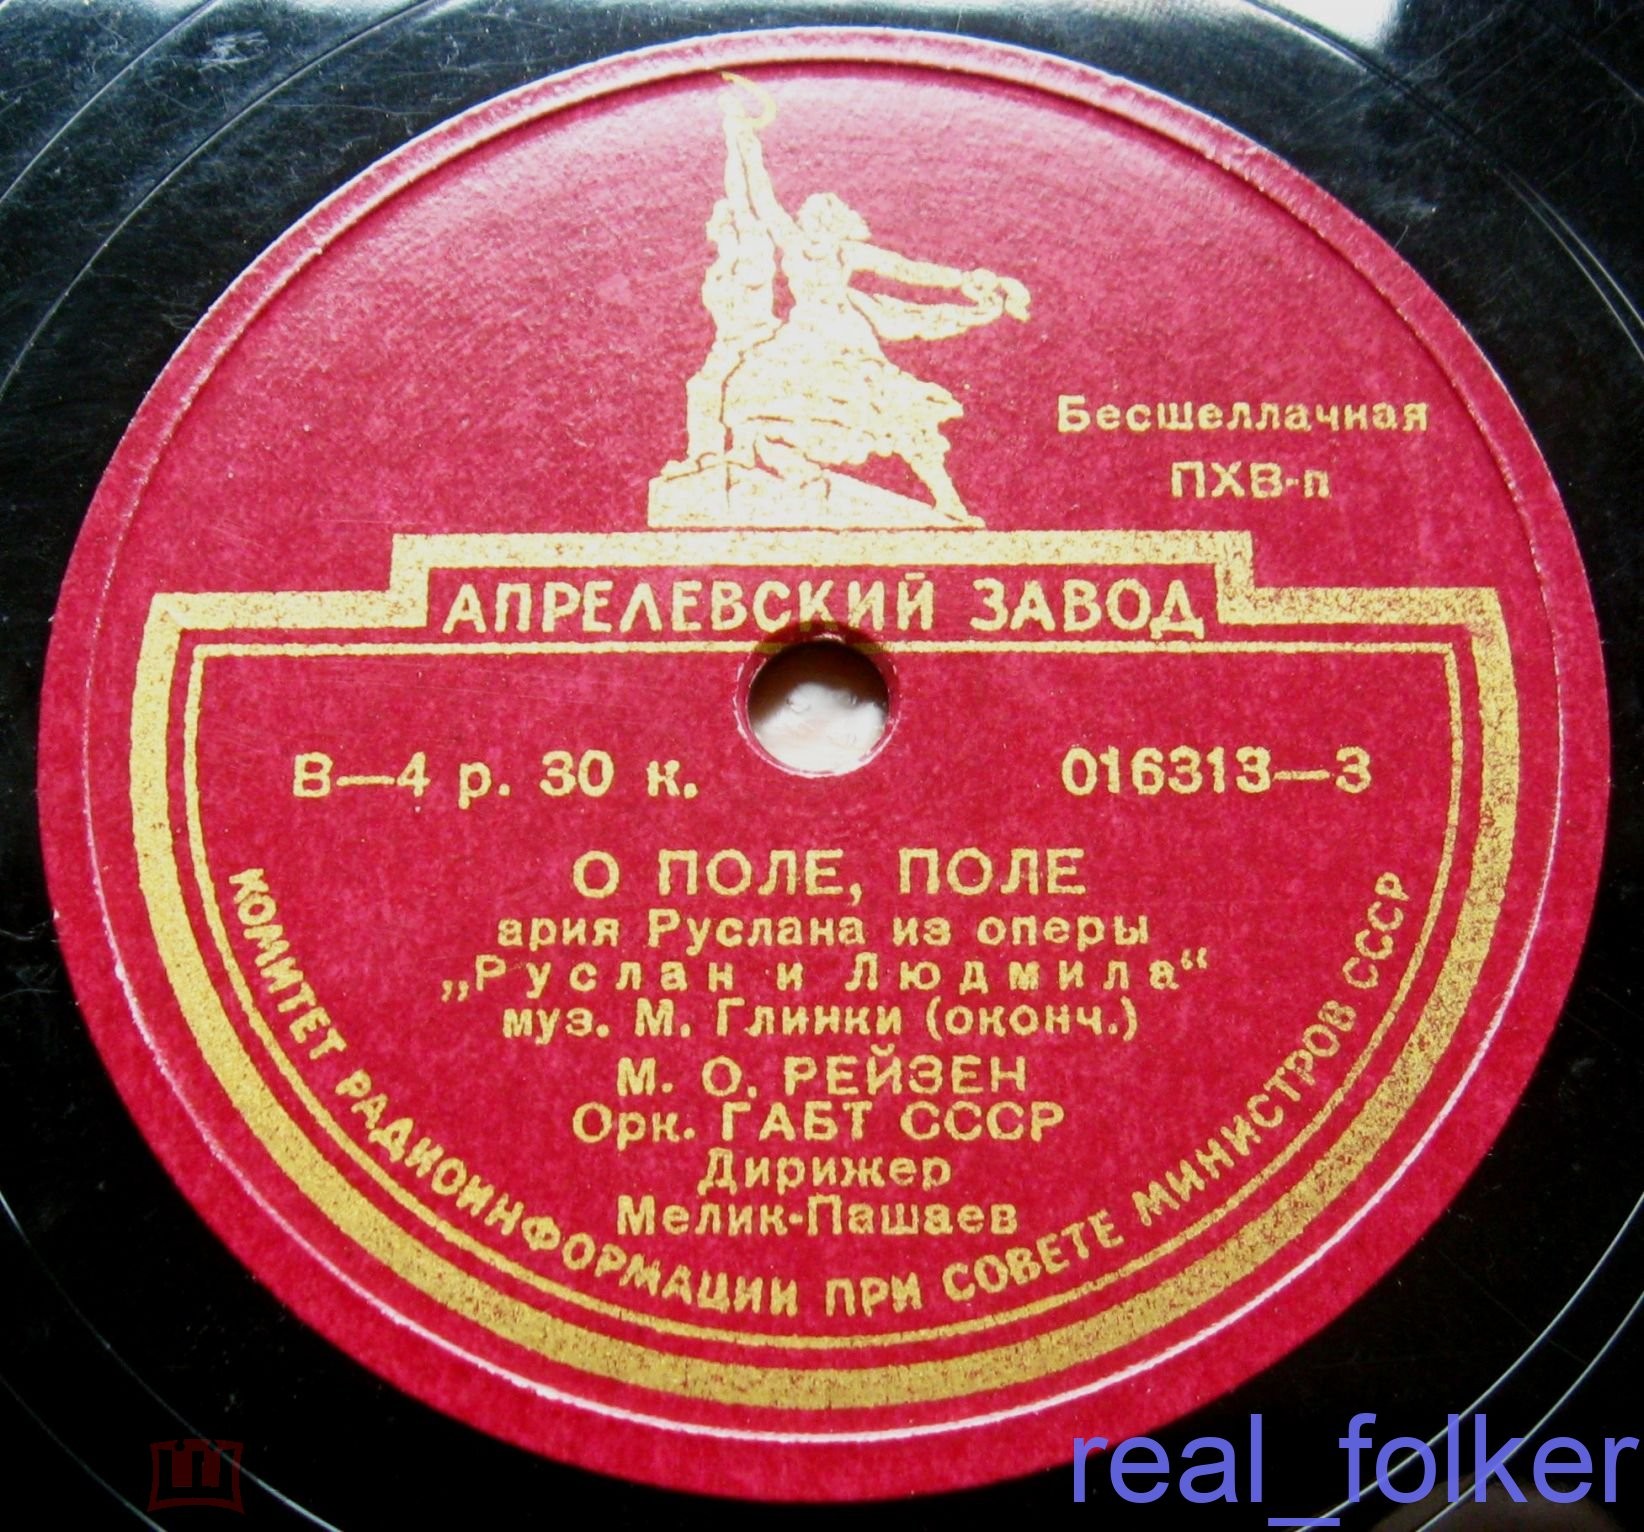 Бесшеллачная
ПХВ-п
АПРЕЛЕВСКИЙ ЗАВОД
В—4 р. 30 к.
016313—3
О ПОЛЕ, ПОЛЕ
ария Руслана из оперы
„Руслан и Людмила“
муз. М. Глинки (оконч.)
М. О. РЕЙЗЕН
Орк. ГАБТ СССР
Дирижер
Мелик-Пашаев
КОМИТЕТ РАДИОИНФОРМАЦИИ ПРИ СОВЕТЕ МИНИСТРОВ СССР
real_folker